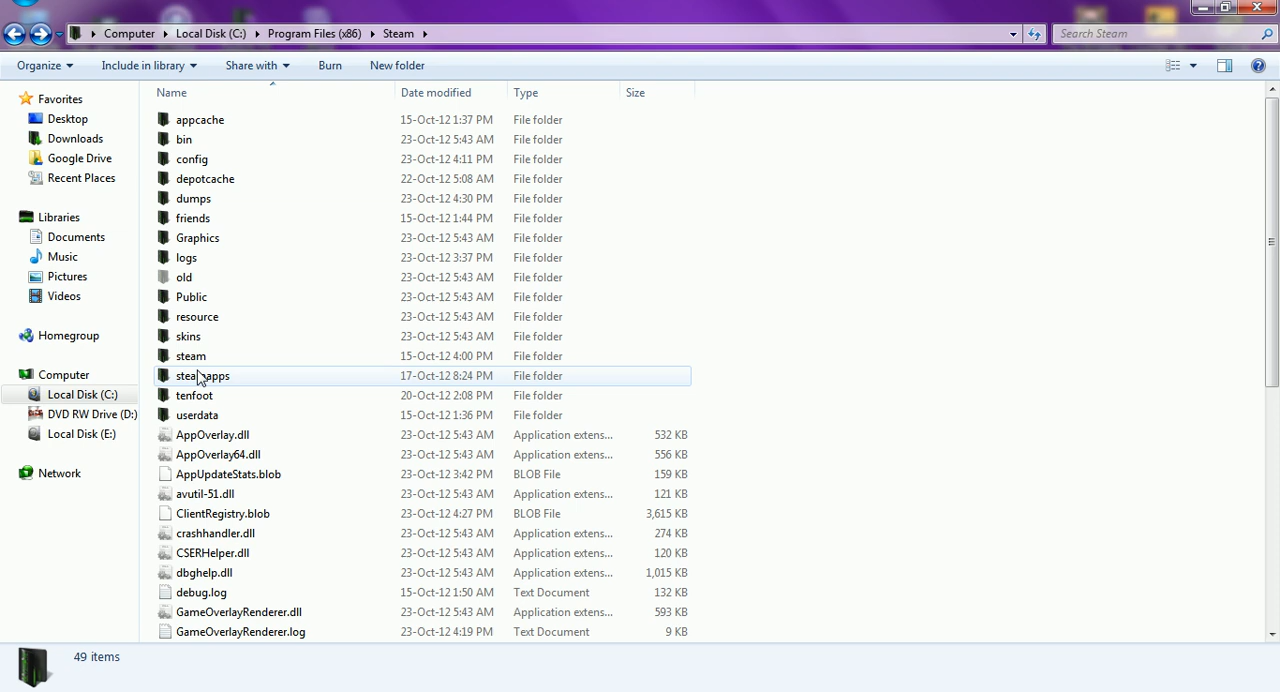 Computer Local Disk (C:) Program Files (x86) Steam Search Steam
Organize Include in library Share with Burn New folder
Name Date modified Type Size
Favorites
Desktop
Downloads
Google Drive
Recent Places
Libraries
Documents
Music
Pictures
Videos
Homegroup
Computer
Local Disk (C:)
DVD RW Drive (D:)
Local Disk (E:)
Network
appcache 15-Oct-12 1:37 PM File folder
bin 23-Oct-12 5:43 AM File folder
config 23-Oct-12 4:11 PM File folder
depotcache 22-Oct-12 5:08 AM File folder
dumps 23-Oct-12 4:30 PM File folder
friends 15-Oct-12 1:44 PM File folder
Graphics 23-Oct-12 5:43 AM File folder
logs 23-Oct-12 3:37 PM File folder
old 23-Oct-12 5:43 AM File folder
Public 23-Oct-12 5:43 AM File folder
resource 23-Oct-12 5:43 AM File folder
skins 23-Oct-12 5:43 AM File folder
steam 15-Oct-12 4:00 PM File folder
steamapps 17-Oct-12 8:24 PM File folder
tenfoot 20-Oct-12 2:08 PM File folder
userdata 15-Oct-12 1:36 PM File folder
AppOverlay.dll 23-Oct-12 5:43 AM Application extens... 532 KB
AppOverlay64.dll 23-Oct-12 5:43 AM Application extens... 556 KB
AppUpdateStats.blob 23-Oct-12 3:42 PM BLOB File 159 KB
avutil-51.dll 23-Oct-12 5:43 AM Application extens... 121 KB
ClientRegistry.blob 23-Oct-12 4:27 PM BLOB File 3,615 KB
crashhandler.dll 23-Oct-12 5:43 AM Application extens... 274 KB
CSERHelper.dll 23-Oct-12 5:43 AM Application extens... 120 KB
dbghelp.dll 23-Oct-12 5:43 AM Application extens... 1,015 KB
debug.log 15-Oct-12 1:50 AM Text Document 132 KB
GameOverlayRenderer.dll 23-Oct-12 5:43 AM Application extens... 593 KB
GameOverlayRenderer.log 23-Oct-12 4:19 PM Text Document 9 KB
49 items